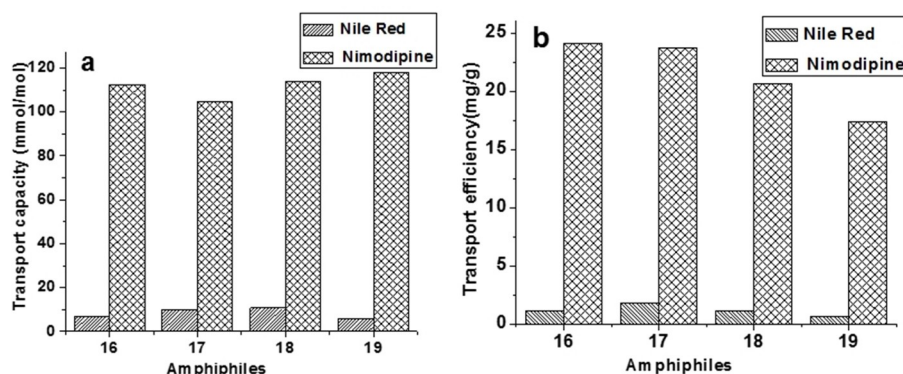 a
Nile Red
Nimodipine
Transport capacity (mmol/mol)
120
100
80
60
40
20
0
16 17 18 19
Amphiphiles
b
Nile Red
Nimodipine
Transport efficiency(mg/g)
25
20
15
10
5
0
16 17 18 19
Amphiphiles